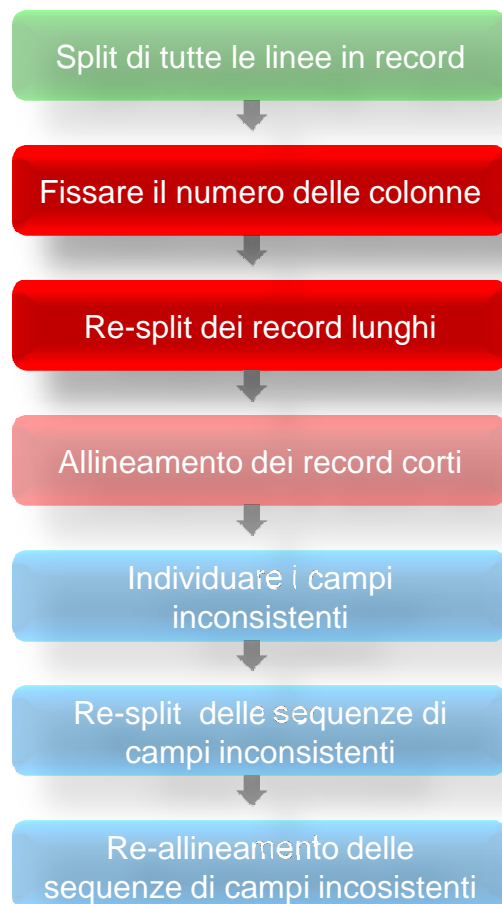 Split di tutte le linee in record
Fissare il numero delle colonne
Re-split dei record lunghi
Allineamento dei record corti
Individuare i campi
inconsistenti
Re-split delle sequenze di
campi inconsistenti
Re-allineamento delle
sequenze di campi incosistenti